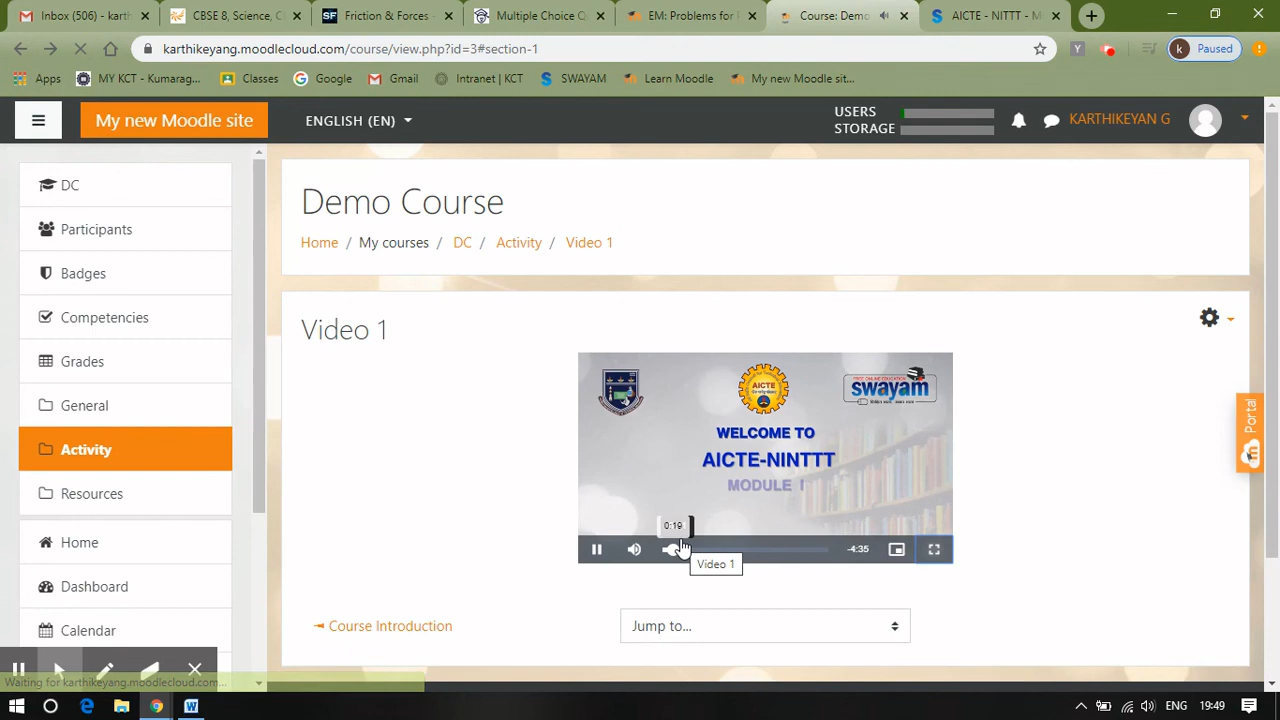 Inbox (506) - karth
CBSE 8, Science, C
Friction & Forces -
Multiple Choice Q
EM: Problems for
Course: Demo
AICTE - NITTT - M
karthikeyang.moodlecloud.com/course/view.php?id=3#section-1
Y
k Paused
Apps
MY KCT - Kumarag...
Classes
Google
Gmail
Intranet | KCT
SWAYAM
Learn Moodle
My new Moodle sit...
My new Moodle site
ENGLISH (EN)
USERS
STORAGE
KARTHIKEYAN G
DC
Participants
Badges
Competencies
Grades
General
Activity
Resources
Home
Dashboard
Calendar
Demo Course
Home / My courses / DC / Activity / Video 1
Video 1
AICTE
FREE ONLINE EDUCATION
swayam
WELCOME TO
AICTE-NINTTT
MODULE I
0:19
-4:35
Video 1
Course Introduction
Jump to...
Portal
Waiting for karthikeyang.moodlecloud.com...
ENG
19:49